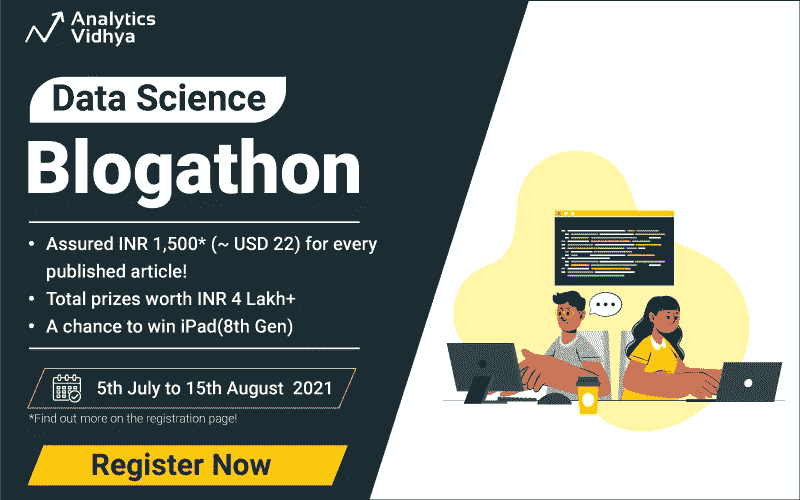 Analytics
Vidhya
Data Science
Blogathon
• Assured INR 1,500* (~ USD 22) for every
published article!
• Total prizes worth INR 4 Lakh+
• A chance to win iPad(8th Gen)
5th July to 15th August 2021
*Find out more on the registration page!
Register Now